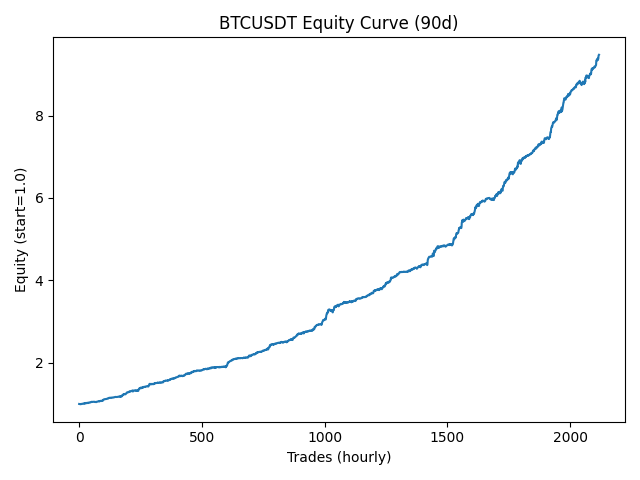 BTCUSDT Equity Curve (90d)
Equity (start=1.0)
8
6
4
2
0 500 1000 1500 2000
Trades (hourly)